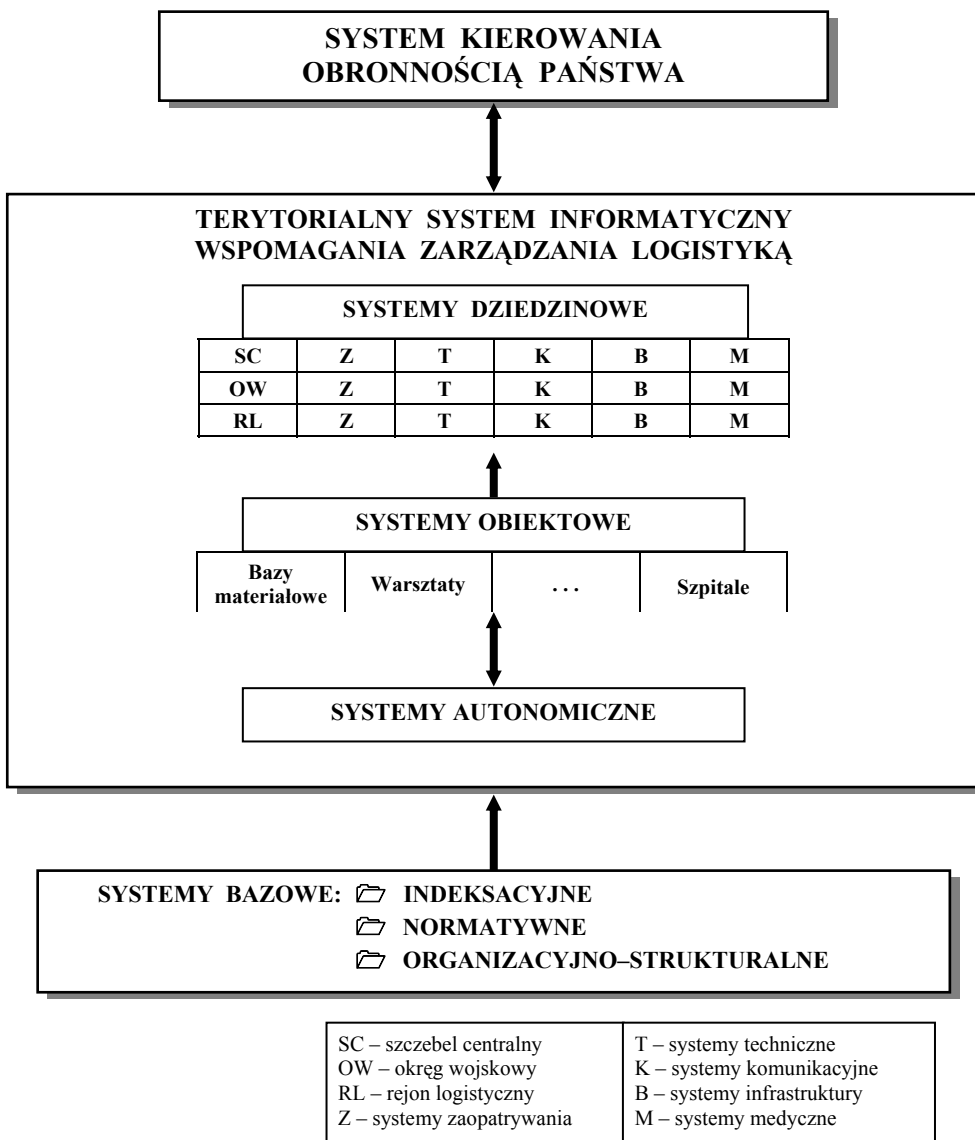 SYSTEM KIEROWANIA
OBRONNOŚCIĄ PAŃSTWA
TERYTORIALNY SYSTEM INFORMATYCZNY
WSPOMAGANIA ZARZĄDZANIA LOGISTYKĄ
SYSTEMY DZIEDZINOWE
SC Z T K B M
OW Z T K B M
RL Z T K B M
SYSTEMY OBIEKTOWE
Bazy
materiałowe
Warsztaty
. . .
Szpitale
SYSTEMY AUTONOMICZNE
SYSTEMY BAZOWE: INDEKSACYJNE
NORMATYWNE
ORGANIZACYJNO–STRUKTURALNE
SC – szczebel centralny
OW – okręg wojskowy
RL – rejon logistyczny
Z – systemy zaopatrywania
T – systemy techniczne
K – systemy komunikacyjne
B – systemy infrastruktury
M – systemy medyczne